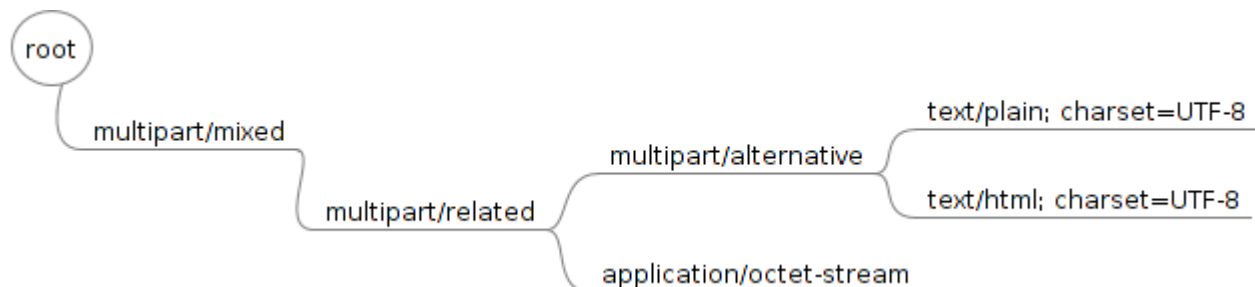 root
multipart/mixed
multipart/related
multipart/alternative
text/plain; charset=UTF-8
text/html; charset=UTF-8
application/octet-stream